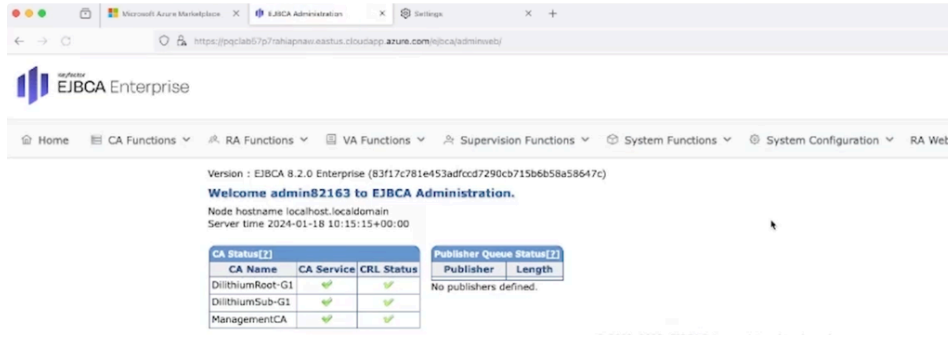 Microsoft Azure Marketplace
EJBCA Administration
Settings
https://pqclab57p7rahiapnaw.eastus.cloudapp.azure.com/ejbca/adminweb/
keyfactor
EJBCA Enterprise
Home CA Functions RA Functions VA Functions Supervision Functions System Functions System Configuration RA Web
Version : EJBCA 8.2.0 Enterprise (83f17c781e453adfccd7290cb715b6b58a58647c)
Welcome admin82163 to EJBCA Administration.
Node hostname localhost.localdomain
Server time 2024-01-18 10:15:15+00:00
CA Status[?]
CA Name CA Service CRL Status
DilithiumRoot-G1
DilithiumSub-G1
ManagementCA
Publisher Queue Status[?]
Publisher Length
No publishers defined.